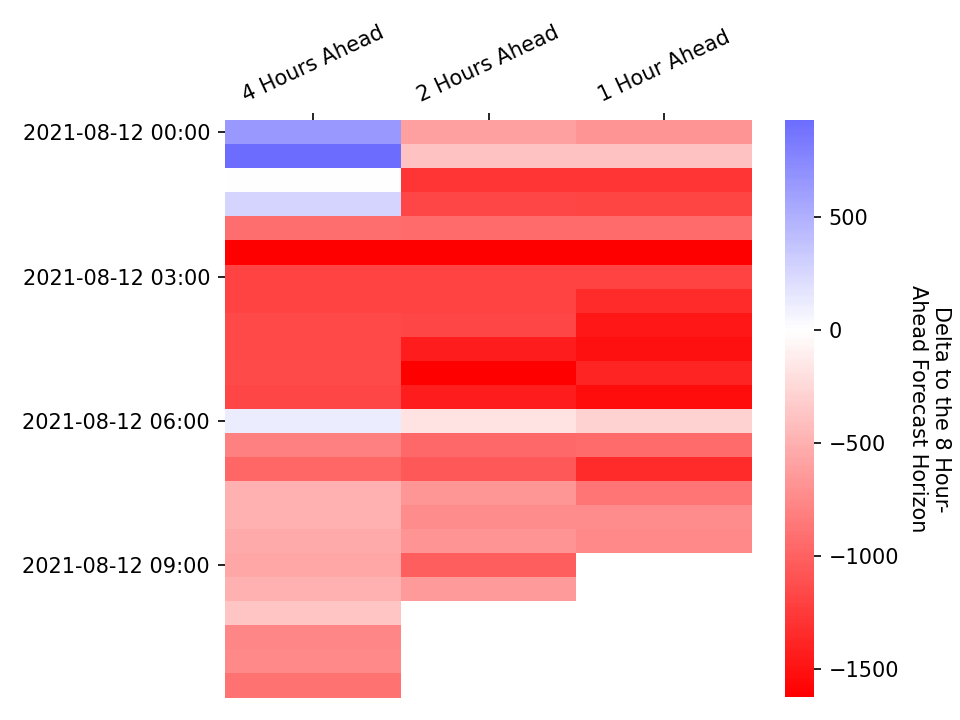 4 Hours Ahead
2 Hours Ahead
1 Hour Ahead
2021-08-12 00:00
2021-08-12 03:00
2021-08-12 06:00
2021-08-12 09:00
500
0
−500
−1000
−1500
Delta to the 8 Hour-
Ahead Forecast Horizon